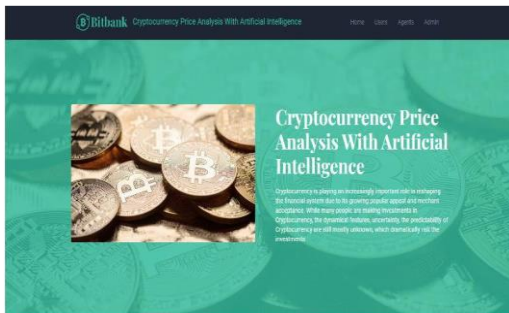 Bitbank Cryptocurrency Price Analysis With Artificial Intelligence
Home Users Agents Admin
Cryptocurrency Price
Analysis With Artificial
Intelligence
Cryptocurrency is playing an increasingly important role in reshaping
the financial system due to its growing popular appeal and merchant
acceptance. While many people are making investments in
Cryptocurrency, the dynamical features, uncertainty, the predictability of
Cryptocurrency are still mostly unknown, which dramatically risk the
investments.